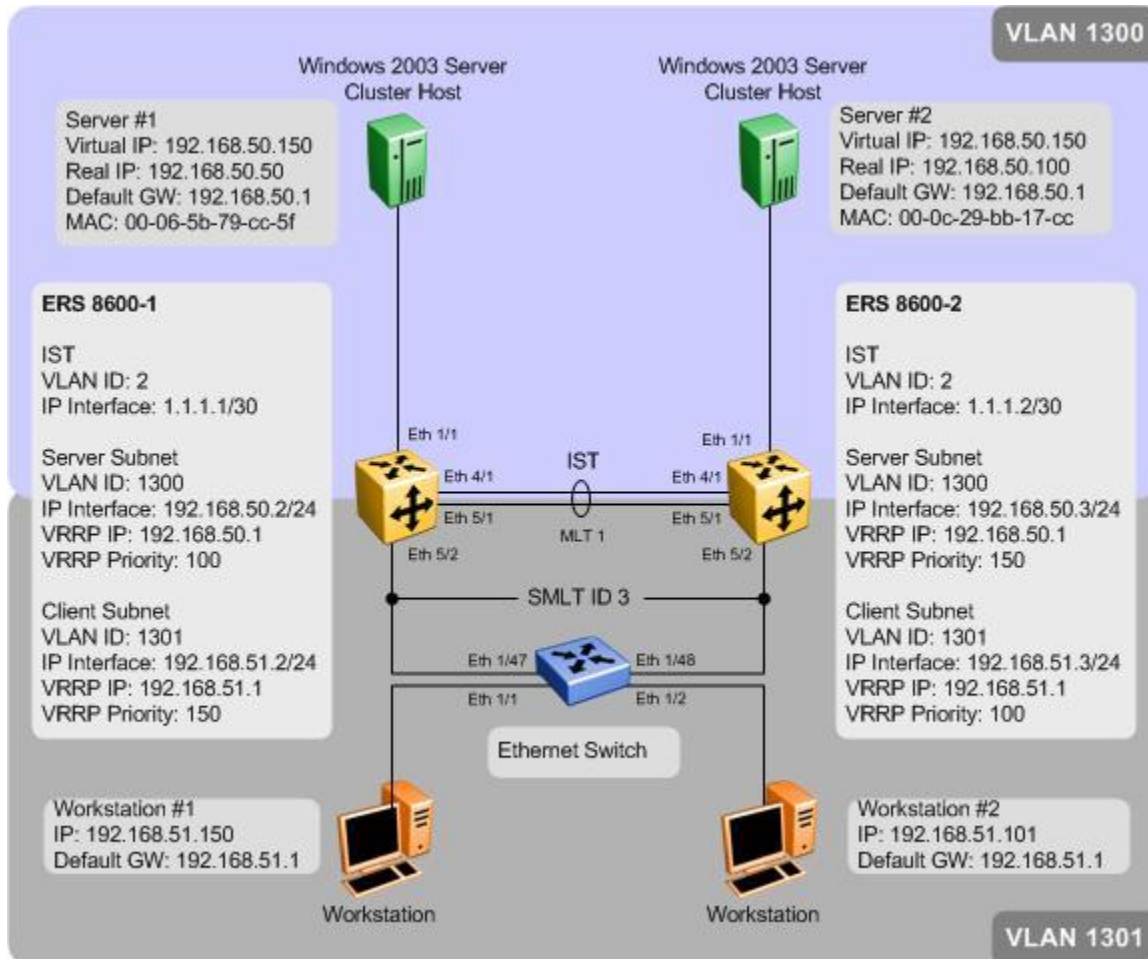 VLAN 1300
Windows 2003 Server
Cluster Host
Windows 2003 Server
Cluster Host
Server #1
Virtual IP: 192.168.50.150
Real IP: 192.168.50.50
Default GW: 192.168.50.1
MAC: 00-06-5b-79-cc-5f
Server #2
Virtual IP: 192.168.50.150
Real IP: 192.168.50.100
Default GW: 192.168.50.1
MAC: 00-0c-29-bb-17-cc
ERS 8600-1
IST
VLAN ID: 2
IP Interface: 1.1.1.1/30
Server Subnet
VLAN ID: 1300
IP Interface: 192.168.50.2/24
VRRP IP: 192.168.50.1
VRRP Priority: 100
Client Subnet
VLAN ID: 1301
IP Interface: 192.168.51.2/24
VRRP IP: 192.168.51.1
VRRP Priority: 150
Eth 1/1
Eth 4/1
Eth 5/1
Eth 5/2
IST
MLT 1
Eth 1/1
Eth 4/1
Eth 5/1
Eth 5/2
SMLT ID 3
Eth 1/47
Eth 1/48
Eth 1/1
Eth 1/2
Ethernet Switch
ERS 8600-2
IST
VLAN ID: 2
IP Interface: 1.1.1.2/30
Server Subnet
VLAN ID: 1300
IP Interface: 192.168.50.3/24
VRRP IP: 192.168.50.1
VRRP Priority: 150
Client Subnet
VLAN ID: 1301
IP Interface: 192.168.51.3/24
VRRP IP: 192.168.51.1
VRRP Priority: 100
Workstation #1
IP: 192.168.51.150
Default GW: 192.168.51.1
Workstation
Workstation #2
IP: 192.168.51.101
Default GW: 192.168.51.1
Workstation
VLAN 1301